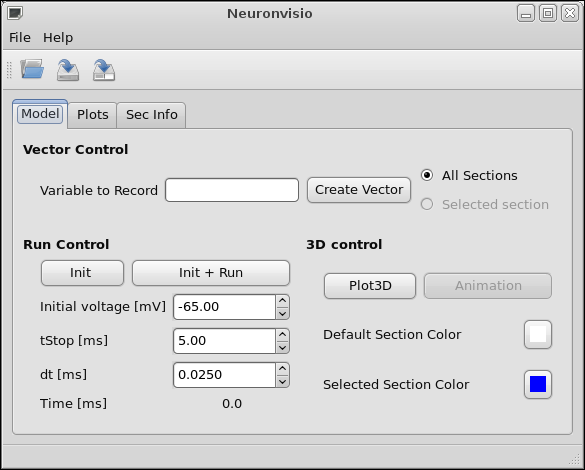 Neuronvisio
File Help
Model Plots Sec Info
Vector Control
Variable to Record Create Vector
All Sections
Selected section
Run Control
Init Init + Run
Initial voltage [mV] -65.00
tStop [ms] 5.00
dt [ms] 0.0250
Time [ms] 0.0
3D control
Plot3D Animation
Default Section Color
Selected Section Color